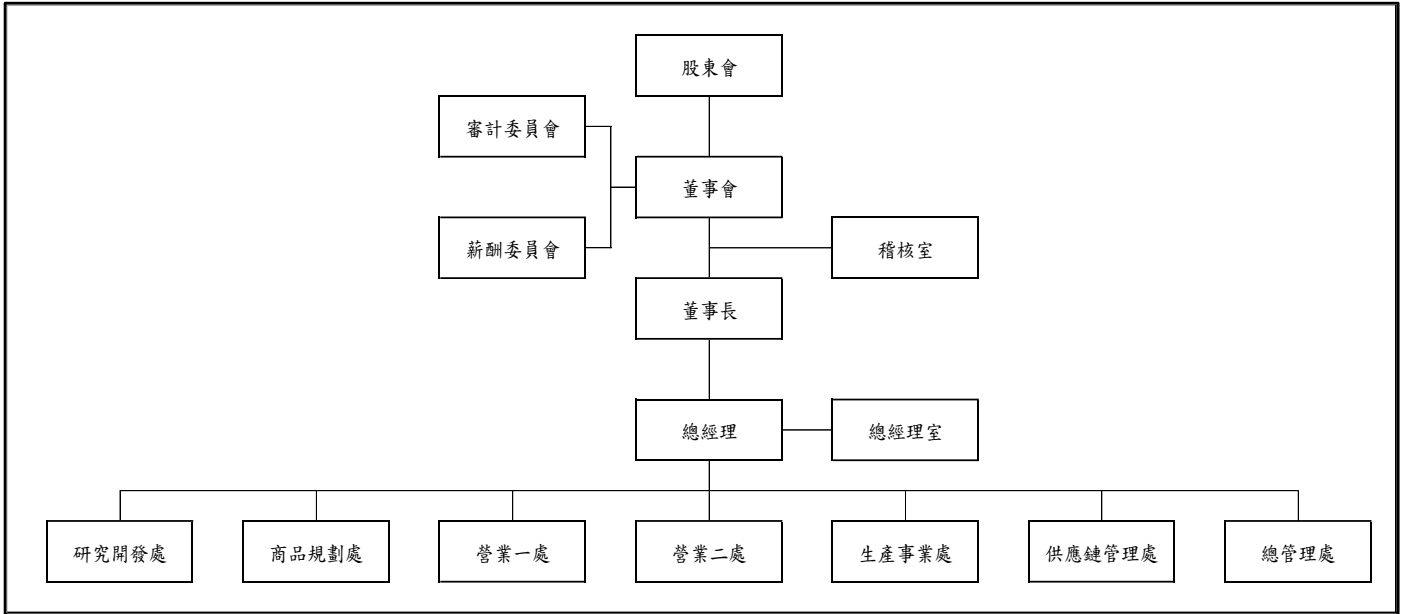 股東會
審計委員會
董事會
薪酬委員會
稽核室
董事長
總經理
總經理室
研究開發處
商品規劃處
營業一處
營業二處
生產事業處
供應鏈管理處
總管理處